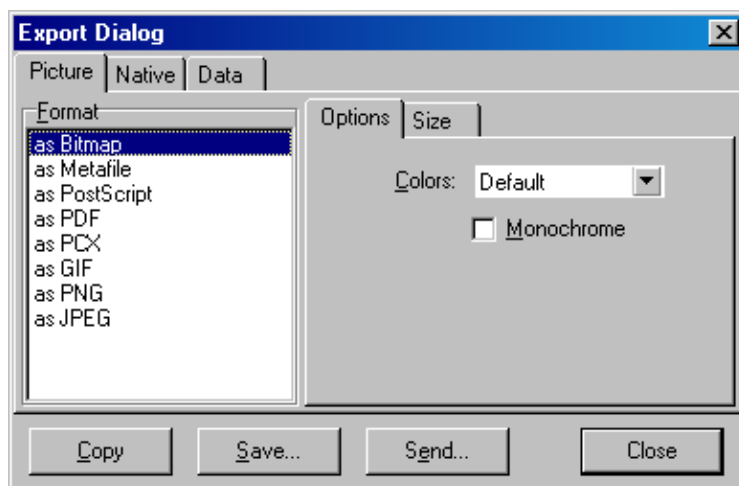 Export Dialog
Picture Native Data
Format
as Bitmap
as Metafile
as PostScript
as PDF
as PCX
as GIF
as PNG
as JPEG
Options Size
Colors: Default
Monochrome
Copy Save... Send... Close